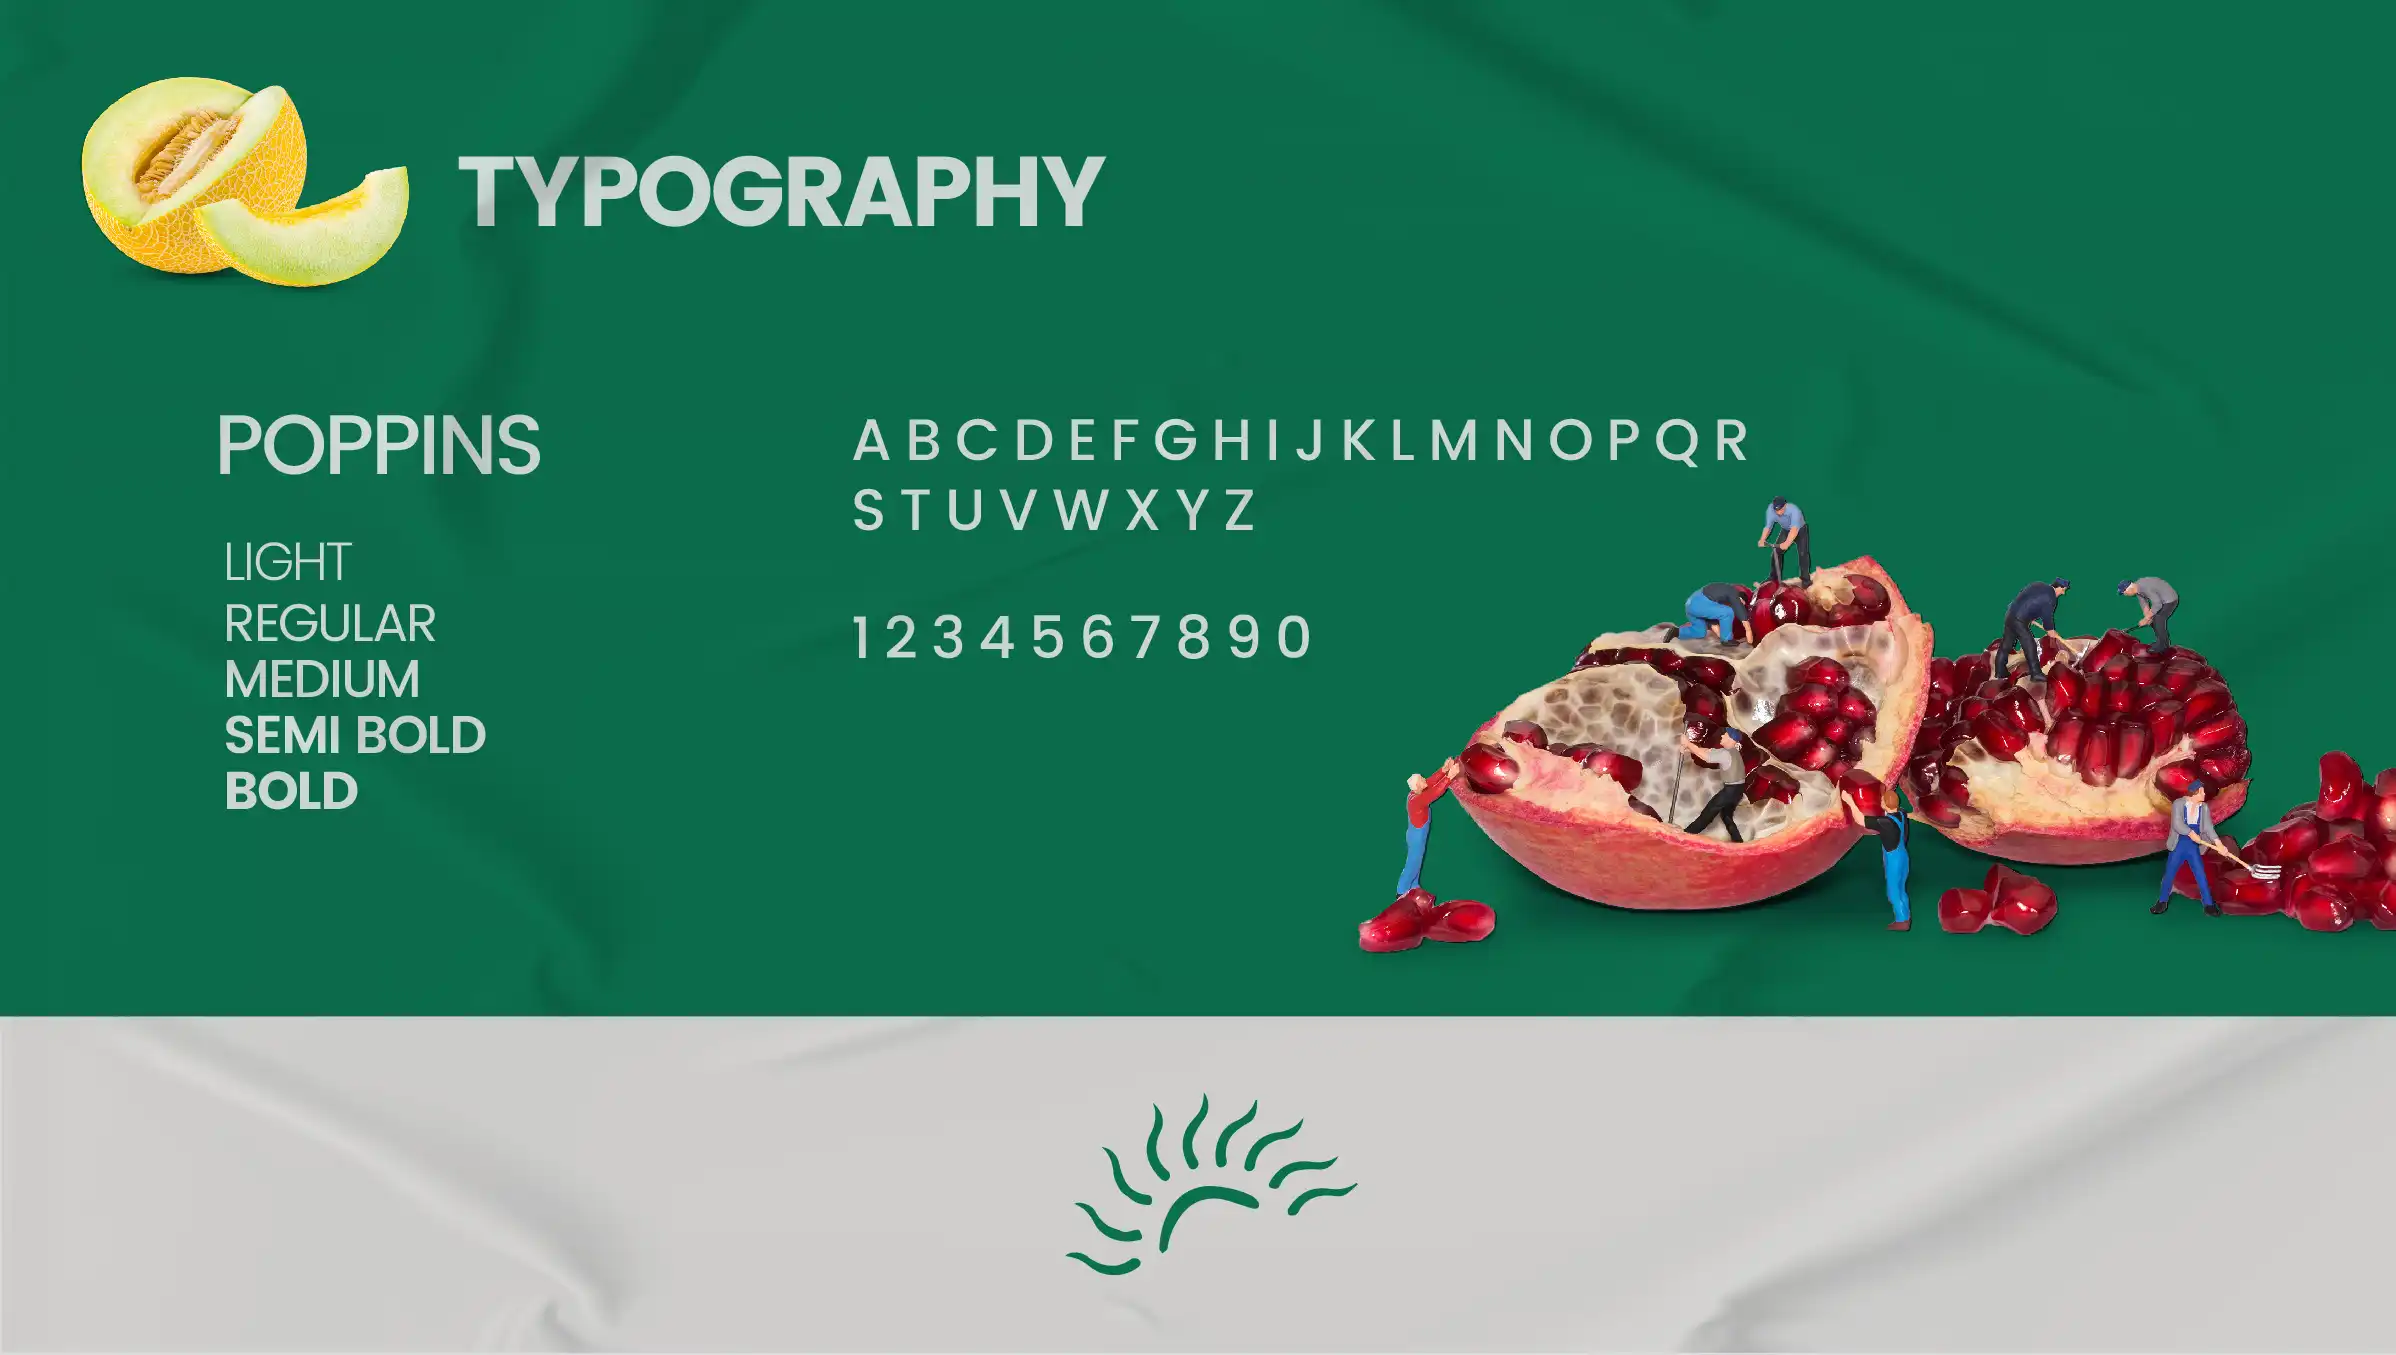 TYPOGRAPHY
POPPINS
LIGHT
REGULAR
MEDIUM
SEMI BOLD
BOLD
A B C D E F G H I J K L M N O P Q R
S T U V W X Y Z
1 2 3 4 5 6 7 8 9 0